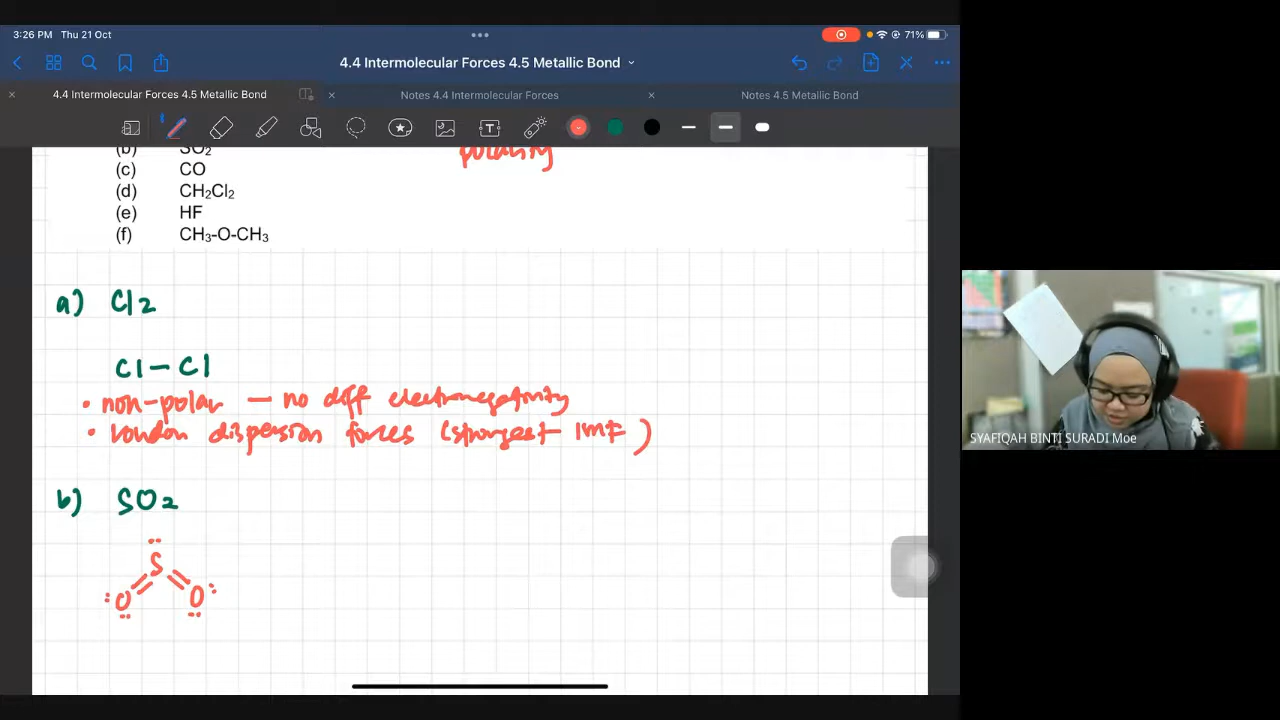 3:26 PM Thu 21 Oct
71%
4.4 Intermolecular Forces 4.5 Metallic Bond
4.4 Intermolecular Forces 4.5 Metallic Bond
Notes 4.4 Intermolecular Forces
Notes 4.5 Metallic Bond
(b) SO₂
polarity
(c) CO
(d) CH₂Cl₂
(e) HF
(f) CH₃-O-CH₃
a) Cl₂
Cl – Cl
• non-polar — no diff electronegativity
• London dispersion forces (strongest IMF)
b) SO₂
S
O O
SYAFIQAH BINTI SURADI Moe